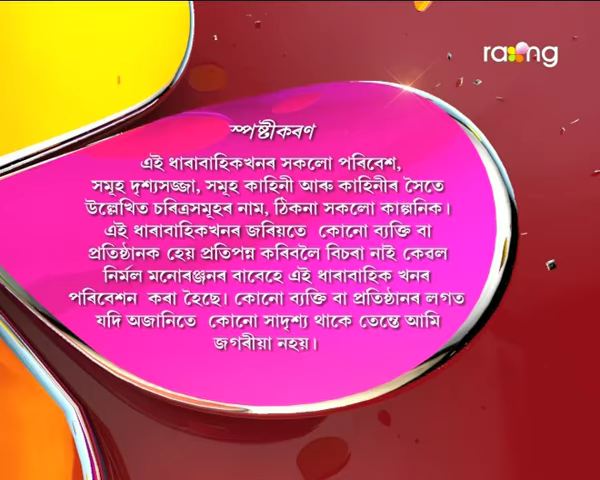 rang
স্পষ্টীকৰণ
এই ধাৰাবাহিকখনৰ সকলো পৰিবেশ,
সমূহ দৃশ্যসজ্জা, সমূহ কাহিনী আৰু কাহিনীৰ সৈতে
উল্লেখিত চৰিত্ৰসমূহৰ নাম, ঠিকনা সকলো কাল্পনিক।
এই ধাৰাবাহিকখনৰ জৰিয়তে কোনো ব্যক্তি বা
প্ৰতিষ্ঠানক হেয় প্ৰতিপন্ন কৰিবলৈ বিচৰা নাই কেৱল
নিৰ্মল মনোৰঞ্জনৰ বাবেহে এই ধাৰাবাহিক খনৰ
পৰিবেশন কৰা হৈছে। কোনো ব্যক্তি বা প্ৰতিষ্ঠানৰ লগত
যদি অজানিতে কোনো সাদৃশ্য থাকে তেন্তে আমি
জগৰীয়া নহয়।